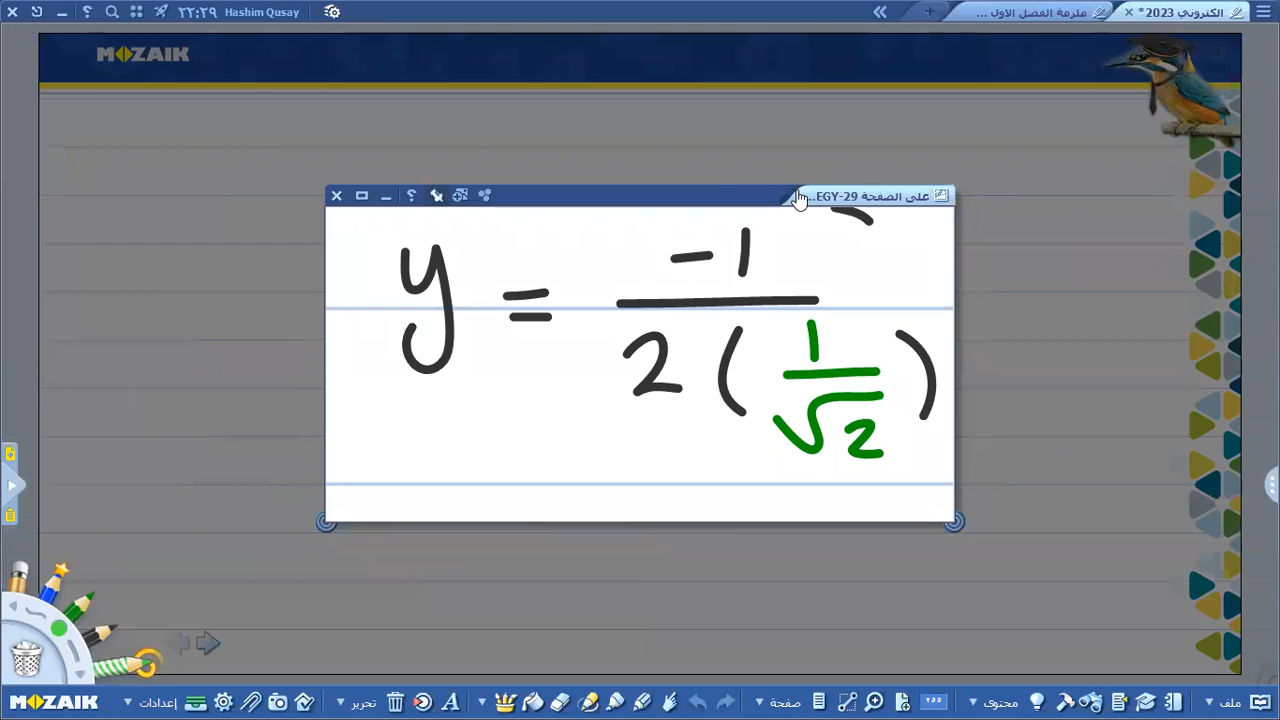 ٢٢:٢٩ Hashim Qusay
ملزمة الفصل الاول ...
الكتروني 2023*
MOZAIK
على الصفحة EGY-29...
y = -1 / 2 ( 1 / √2 )
MOZAIK
إعدادات
تحرير
٢٥٥
صفحة
محتوى
ملف